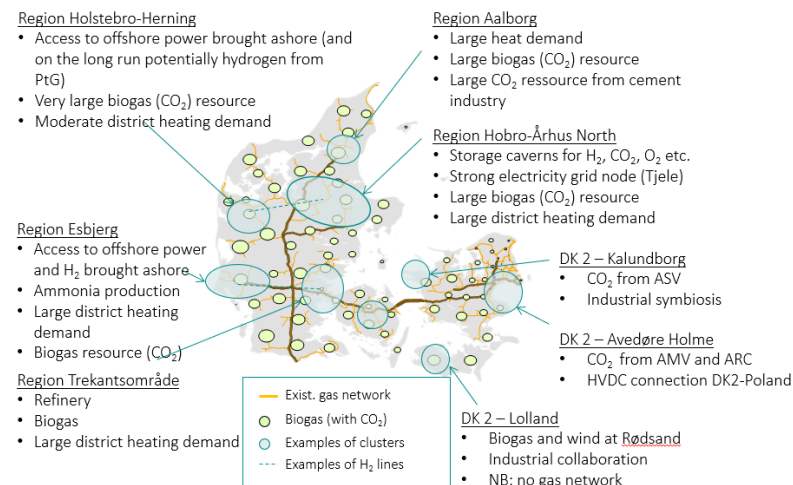 Region Holstebro-Herning
• Access to offshore power brought ashore (and
on the long run potentially hydrogen from
PtG)
• Very large biogas (CO₂) resource
• Moderate district heating demand
Region Aalborg
• Large heat demand
• Large biogas (CO₂) resource
• Large CO₂ ressource from cement
industry
Region Hobro-Århus North
• Storage caverns for H₂, CO₂, O₂ etc.
• Strong electricity grid node (Tjele)
• Large biogas (CO₂) resource
• Large district heating demand
Region Esbjerg
• Access to offshore power
and H₂ brought ashore
• Ammonia production
• Large district heating
demand
• Biogas resource (CO₂)
DK 2 – Kalundborg
• CO₂ from ASV
• Industrial symbiosis
DK 2 – Avedøre Holme
• CO₂ from AMV and ARC
• HVDC connection DK2-Poland
Region Trekantsområde
• Refinery
• Biogas
• Large district heating demand
Exist. gas network
Biogas (with CO₂)
Examples of clusters
Examples of H₂ lines
DK 2 – Lolland
• Biogas and wind at Rødsand
• Industrial collaboration
• NB: no gas network